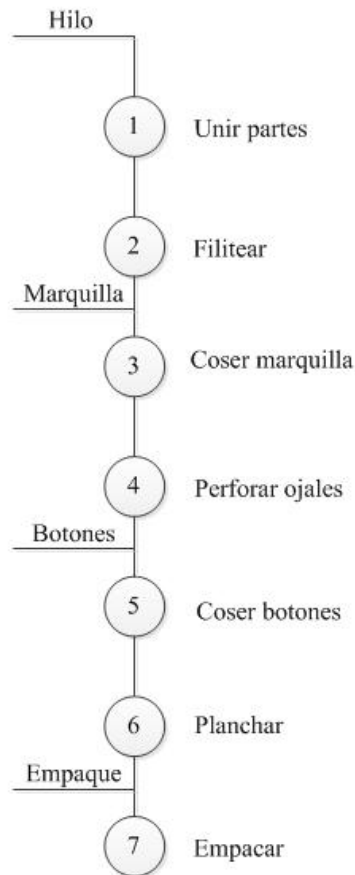 Hilo
1 Unir partes
2 Filitear
Marquilla
3 Coser marquilla
4 Perforar ojales
Botones
5 Coser botones
6 Planchar
Empaque
7 Empacar